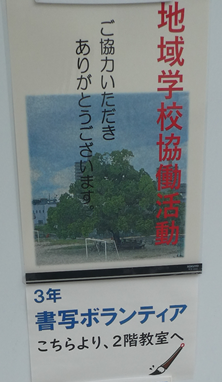 地域学校協働活動
ご協力いただき
ありがとうございます
3年
書写ボランティア
こちらより、2階教室へ